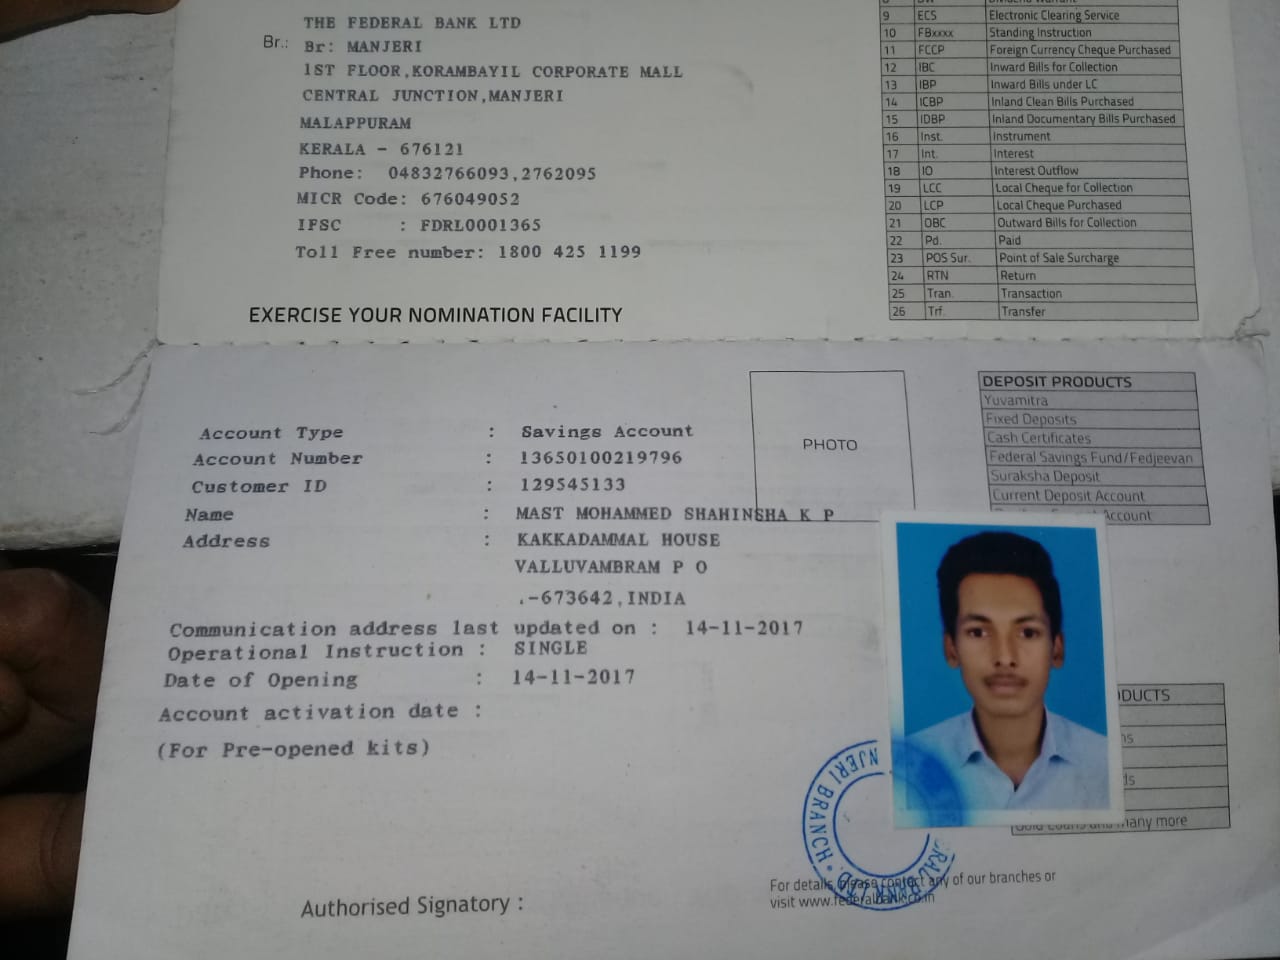 THE FEDERAL BANK LTD
Br.: Br: MANJERI
1ST FLOOR,KORAMBAYIL CORPORATE MALL
CENTRAL JUNCTION,MANJERI
MALAPPURAM
KERALA - 676121
Phone: 04832766093,2762095
MICR Code: 676049052
IFSC : FDRL0001365
Toll Free number: 1800 425 1199
EXERCISE YOUR NOMINATION FACILITY
9 ECS Electronic Clearing Service
10 FBxxxx Standing Instruction
11 FCCP Foreign Currency Cheque Purchased
12 IBC Inward Bills for Collection
13 IBP Inward Bills under LC
14 ICBP Inland Clean Bills Purchased
15 IDBP Inland Documentary Bills Purchased
16 Inst. Instrument
17 Int. Interest
18 IO Interest Outflow
19 LCC Local Cheque for Collection
20 LCP Local Cheque Purchased
21 OBC Outward Bills for Collection
22 Pd. Paid
23 POS Sur. Point of Sale Surcharge
24 RTN Return
25 Tran. Transaction
26 Trf. Transfer
Account Type : Savings Account
Account Number : 13650100219796
Customer ID : 129545133
Name : MAST MOHAMMED SHAHINSHA K P
Address : KAKKADAMMAL HOUSE
VALLUVAMBRAM P O
.-673642,INDIA
Communication address last updated on : 14-11-2017
Operational Instruction : SINGLE
Date of Opening : 14-11-2017
Account activation date :
(For Pre-opened kits)
PHOTO
DEPOSIT PRODUCTS
Yuvamitra
Fixed Deposits
Cash Certificates
Federal Savings Fund/Fedjeevan
Suraksha Deposit
Current Deposit Account
Account
many more
NJERI BRANCH
Authorised Signatory :
For details, please contact any of our branches or
visit www.federalbank.co.in